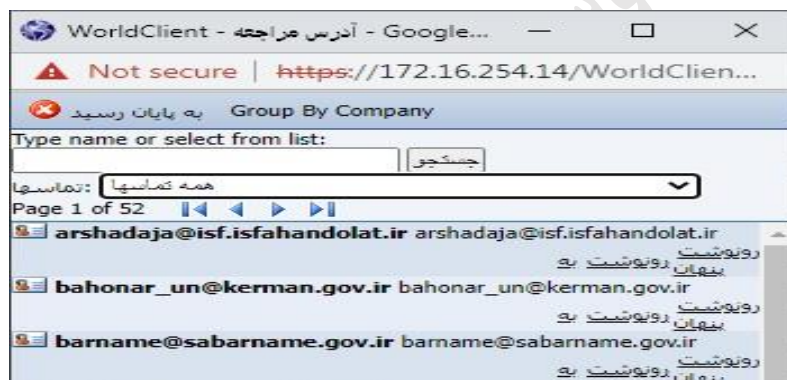 WorldClient - آدرس مراجعه - Google...
Not secure | https://172.16.254.14/WorldClien...
به پایان رسید Group By Company
Type name or select from list:
جستجو
تماسها: همه تماسها
Page 1 of 52
arshadaja@isf.isfahandolat.ir arshadaja@isf.isfahandolat.ir
رونوشت پنهان رونوشت به
bahonar_un@kerman.gov.ir bahonar_un@kerman.gov.ir
رونوشت پنهان رونوشت به
barname@sabarname.gov.ir barname@sabarname.gov.ir
رونوشت پنهان رونوشت به